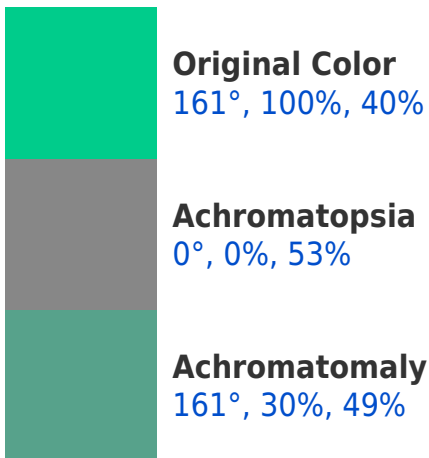 Original Color
161°, 100%, 40%
Achromatopsia
0°, 0%, 53%
Achromatomaly
161°, 30%, 49%